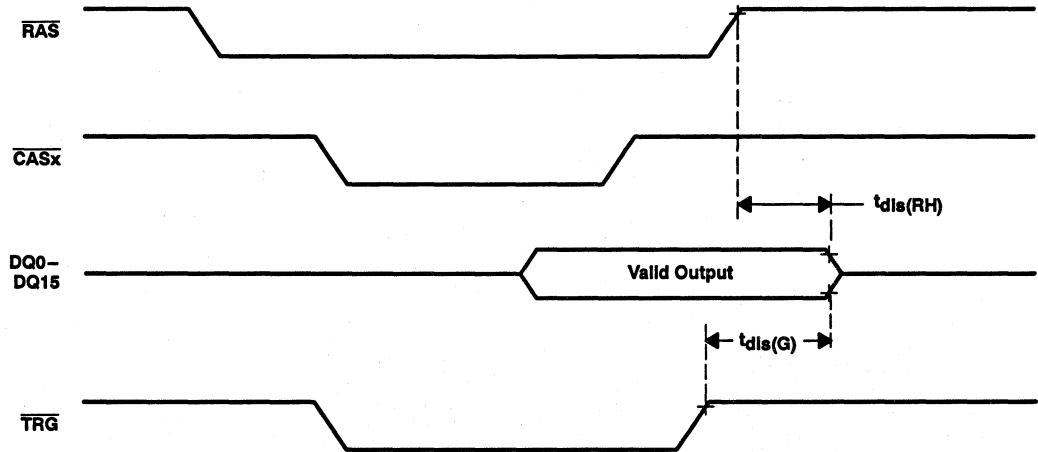 RAS
CASx
tdis(RH)
DQ0–
DQ15
Valid Output
tdis(G)
TRG